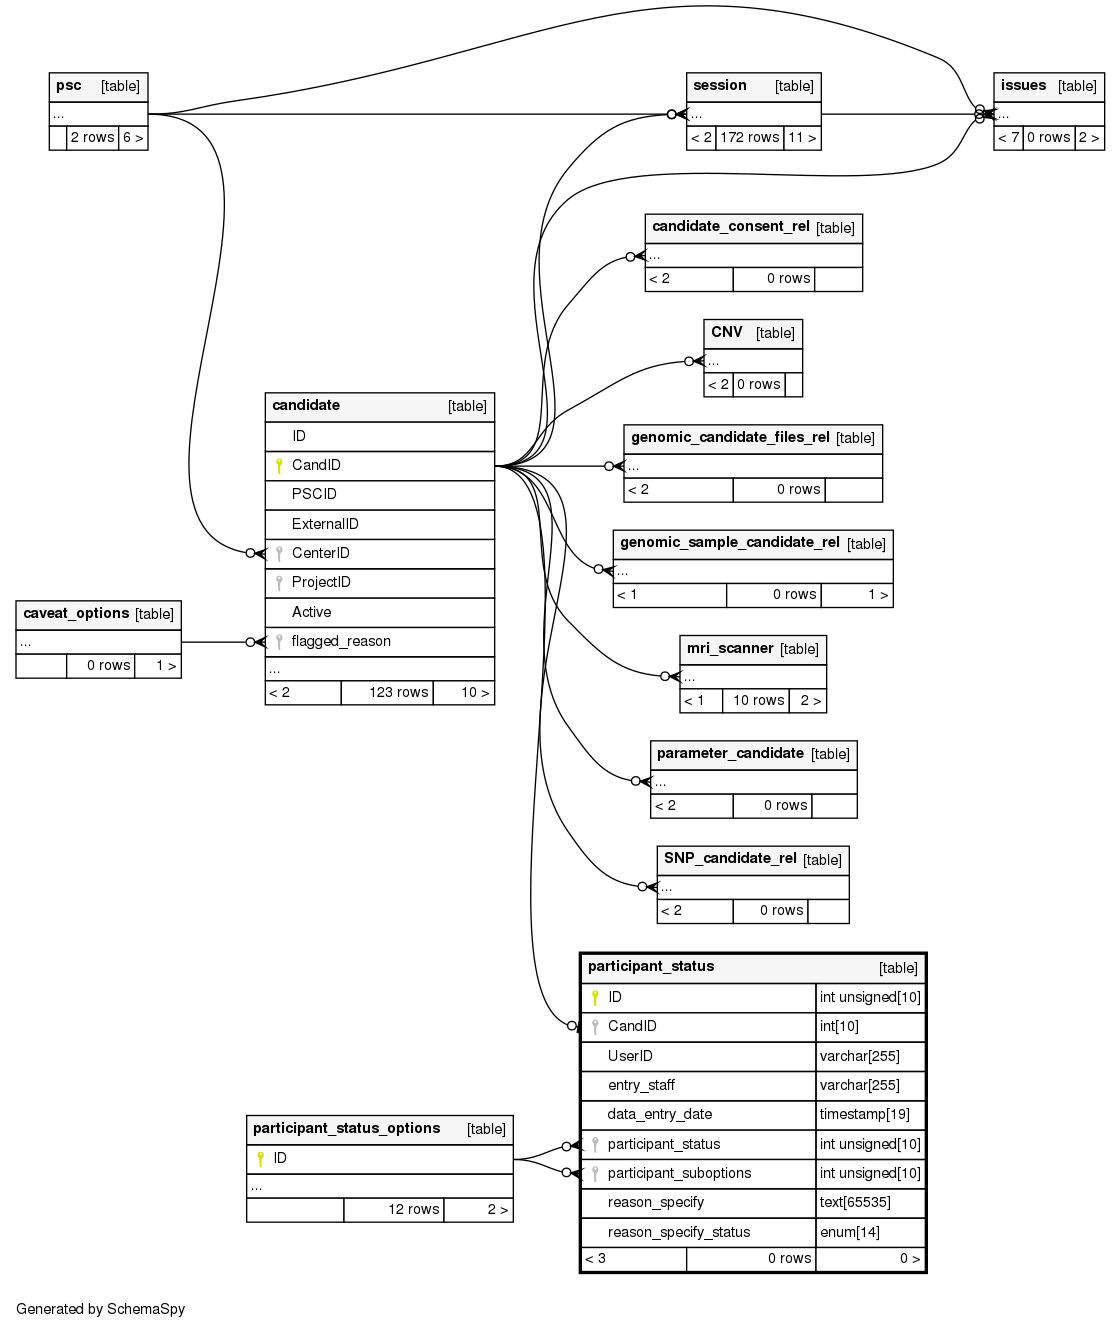 psc [table]
...
2 rows 6 >
session [table]
...
< 2 172 rows 11 >
issues [table]
...
< 7 0 rows 2 >
candidate_consent_rel [table]
...
< 2 0 rows
CNV [table]
...
< 2 0 rows
candidate [table]
ID
CandID
PSCID
ExternalID
CenterID
ProjectID
Active
flagged_reason
...
< 2 123 rows 10 >
genomic_candidate_files_rel [table]
...
< 2 0 rows
genomic_sample_candidate_rel [table]
...
< 1 0 rows 1 >
caveat_options [table]
...
0 rows 1 >
mri_scanner [table]
...
< 1 10 rows 2 >
parameter_candidate [table]
...
< 2 0 rows
SNP_candidate_rel [table]
...
< 2 0 rows
participant_status [table]
ID int unsigned[10]
CandID int[10]
UserID varchar[255]
entry_staff varchar[255]
data_entry_date timestamp[19]
participant_status int unsigned[10]
participant_suboptions int unsigned[10]
reason_specify text[65535]
reason_specify_status enum[14]
< 3 0 rows 0 >
participant_status_options [table]
ID
...
12 rows 2 >
Generated by SchemaSpy